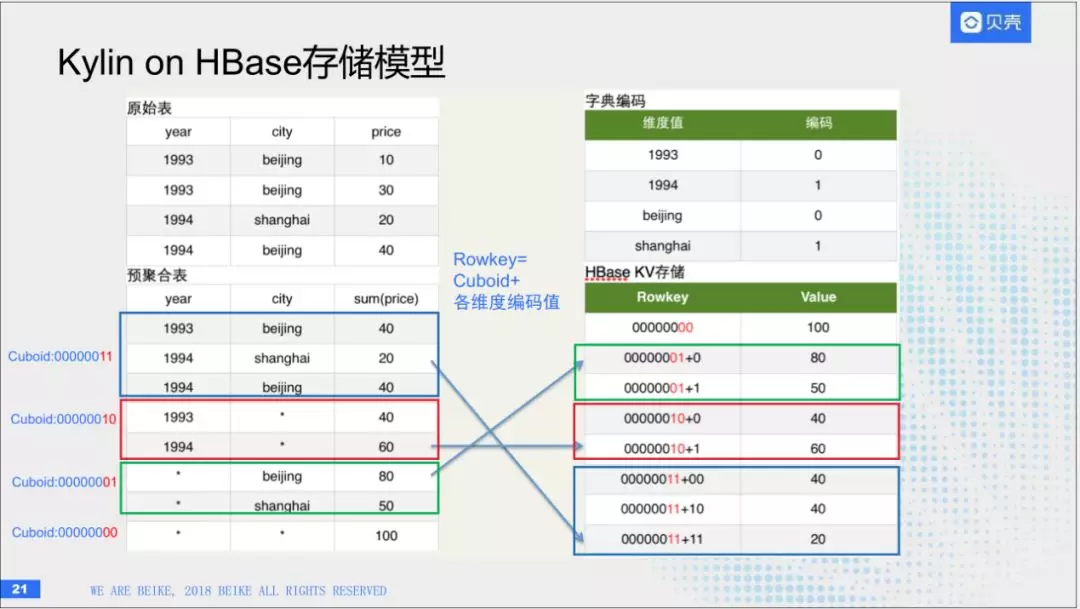 贝壳
Kylin on HBase存储模型
原始表
year city price
1993 beijing 10
1993 beijing 30
1994 shanghai 20
1994 beijing 40
预聚合表
year city sum(price)
1993 beijing 40
1994 shanghai 20
1994 beijing 40
1993 * 40
1994 * 60
* beijing 80
* shanghai 50
* * 100
Cuboid:00000011
Cuboid:00000010
Cuboid:00000001
Cuboid:00000000
Rowkey=
Cuboid+
各维度编码值
字典编码
维度值 编码
1993 0
1994 1
beijing 0
shanghai 1
HBase KV存储
Rowkey Value
00000000 100
00000001+0 80
00000001+1 50
00000010+0 40
00000010+1 60
00000011+00 40
00000011+10 40
00000011+11 20
21
WE ARE BEIKE, 2018 BEIKE ALL RIGHTS RESERVED